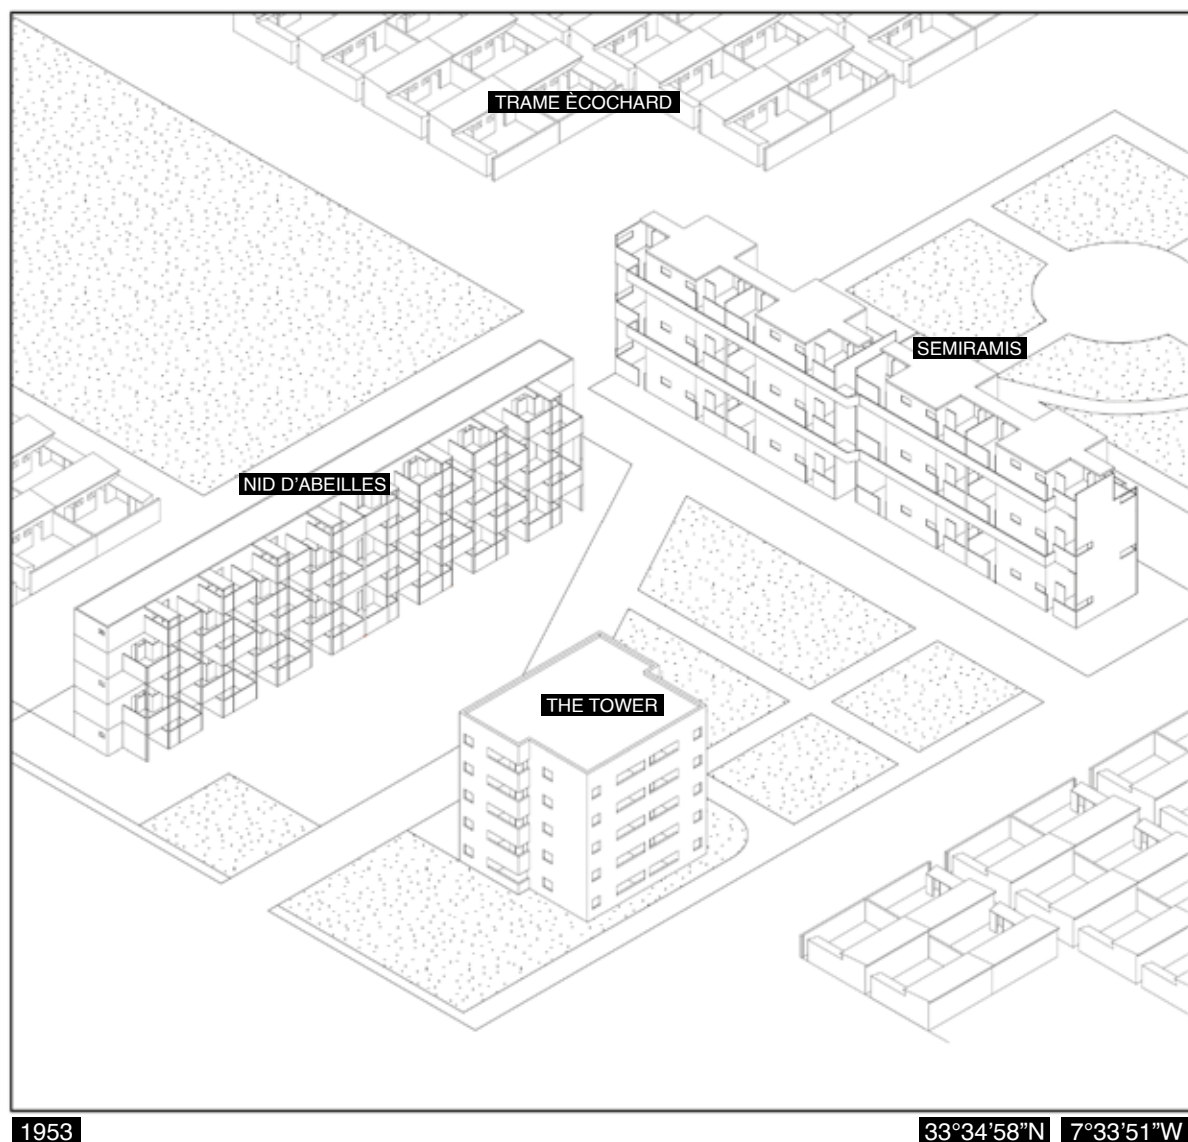 TRAME ÈCOCHARD
SEMIRAMIS
NID D’ABEILLES
THE TOWER
1953
33°34’58”N 7°33’51”W